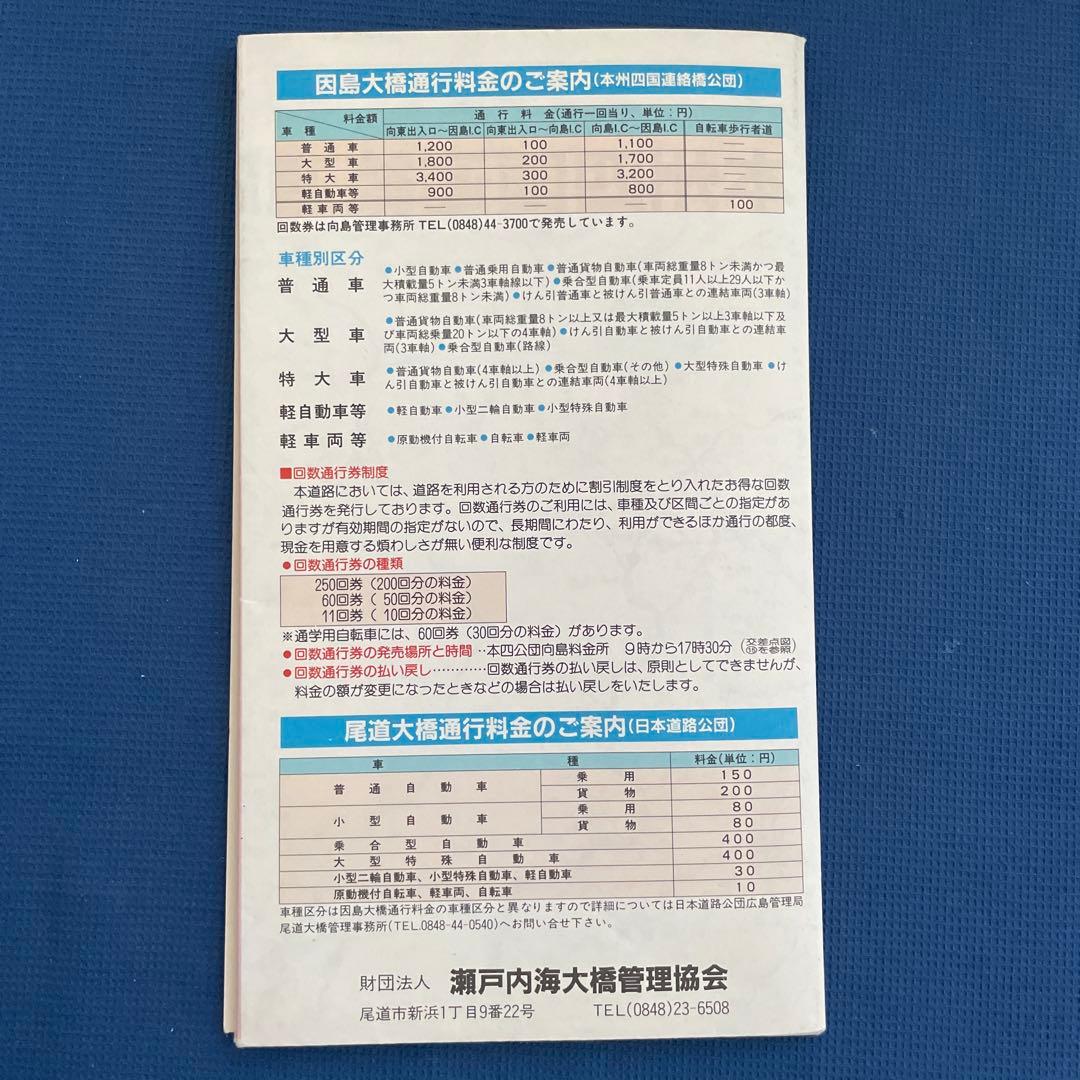 因島大橋通行料金のご案内(本州四国連絡橋公団)
料金額 通行料金(通行一回当り、単位:円)
車種 向東出入口〜因島I.C 向東出入口〜向島I.C 向島I.C〜因島I.C 自転車歩行者道
普通車 1,200 100 1,100 ―
大型車 1,800 200 1,700 ―
特大車 3,400 300 3,200 ―
軽自動車等 900 100 800 ―
軽車両等 ― ― ― 100
回数券は向島管理事務所 TEL(0848)44-3700で発売しています。
車種別区分
普通車 ●小型自動車●普通乗用自動車●普通貨物自動車(車両総重量8トン未満かつ最
大積載量5トン未満3車軸線以下)●乗合型自動車(乗車定員11人以上29人以下か
つ車両総重量8トン未満)●けん引普通車と被けん引普通車との連結車両(3車軸)
大型車 ●普通貨物自動車(車両総重量8トン以上又は最大積載量5トン以上3車軸以下及
び車両総乗量20トン以下の4車軸)●けん引自動車と被けん引自動車との連結車
両(3車軸)●乗合型自動車(路線)
特大車 ●普通貨物自動車(4車軸以上)●乗合型自動車(その他)●大型特殊自動車●け
ん引自動車と被けん引自動車との連結車両(4車軸以上)
軽自動車等 ●軽自動車●小型二輪自動車●小型特殊自動車
軽車両等 ●原動機付自転車●自転車●軽車両
■回数通行券制度
本道路においては、道路を利用される方のために割引制度をとり入れたお得な回数
通行券を発行しております。回数通行券のご利用には、車種及び区間ごとの指定があ
りますが有効期間の指定がないので、長期間にわたり、利用ができるほか通行の都度、
現金を用意する煩わしさが無い便利な制度です。
●回数通行券の種類
250回券(200回分の料金)
60回券(50回分の料金)
11回券(10回分の料金)
※通学用自転車には、60回券(30回分の料金)があります。
●回数通行券の発売場所と時間‥本四公団向島料金所 9時から17時30分(交差点図⑮を参照)
●回数通行券の払い戻し…………回数通行券の払い戻しは、原則としてできませんが、
料金の額が変更になったときなどの場合は払い戻しをいたします。
尾道大橋通行料金のご案内(日本道路公団)
車種 料金(単位:円)
普通自動車 乗用 150
貨物 200
小型自動車 乗用 80
貨物 80
乗合型自動車 400
大型特殊自動車 400
小型二輪自動車、小型特殊自動車、軽自動車 30
原動機付自転車、軽車両、自転車 10
車種区分は因島大橋通行料金の車種区分と異なりますので詳細については日本道路公団広島管理局
尾道大橋管理事務所(TEL.0848-44-0540)へお問い合せ下さい。
財団法人 瀬戸内海大橋管理協会
尾道市新浜1丁目9番22号 TEL(0848)23-6508